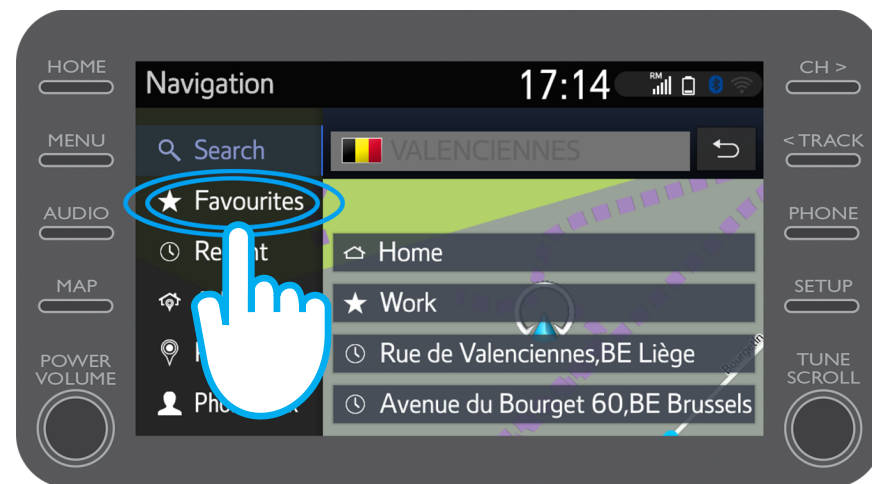 HOME
MENU
AUDIO
MAP
POWER
VOLUME
Navigation
17:14
RM
Search
VALENCIENNES
Favourites
Home
Work
Rue de Valenciennes,BE Liège
Avenue du Bourget 60,BE Brussels
CH >
< TRACK
PHONE
SETUP
TUNE
SCROLL